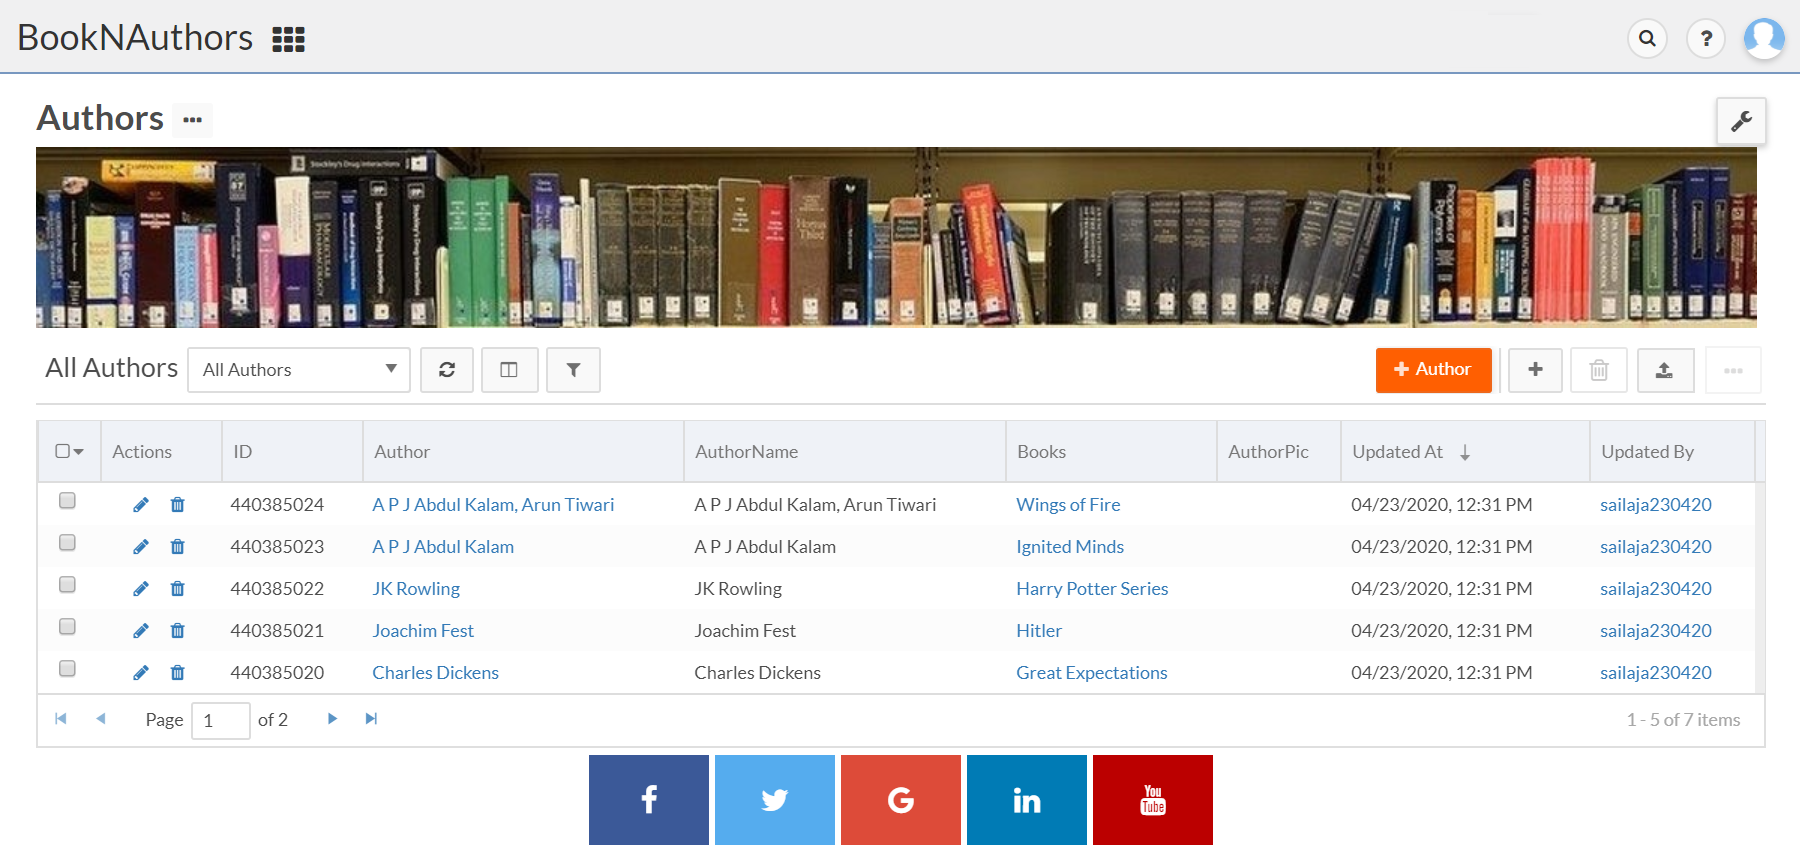 BookNAuthors
?
Authors
Stockley's Drug Interactions
All Authors All Authors + Author
Actions ID Author AuthorName Books AuthorPic Updated At ↓ Updated By
440385024 A P J Abdul Kalam, Arun Tiwari A P J Abdul Kalam, Arun Tiwari Wings of Fire 04/23/2020, 12:31 PM sailaja230420
440385023 A P J Abdul Kalam A P J Abdul Kalam Ignited Minds 04/23/2020, 12:31 PM sailaja230420
440385022 JK Rowling JK Rowling Harry Potter Series 04/23/2020, 12:31 PM sailaja230420
440385021 Joachim Fest Joachim Fest Hitler 04/23/2020, 12:31 PM sailaja230420
440385020 Charles Dickens Charles Dickens Great Expectations 04/23/2020, 12:31 PM sailaja230420
Page 1 of 2 1 - 5 of 7 items
f G in You Tube